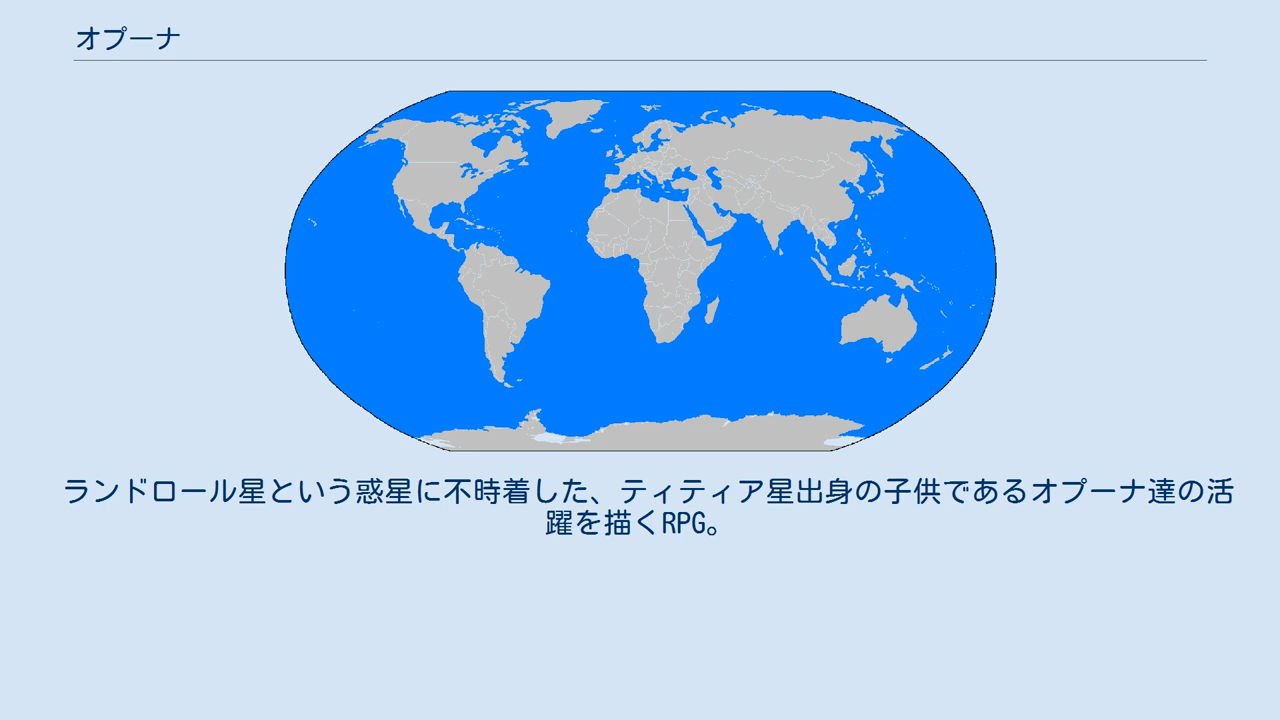 オプーナ
ランドロール星という惑星に不時着した、ティティア星出身の子供であるオプーナ達の活
躍を描くRPG。